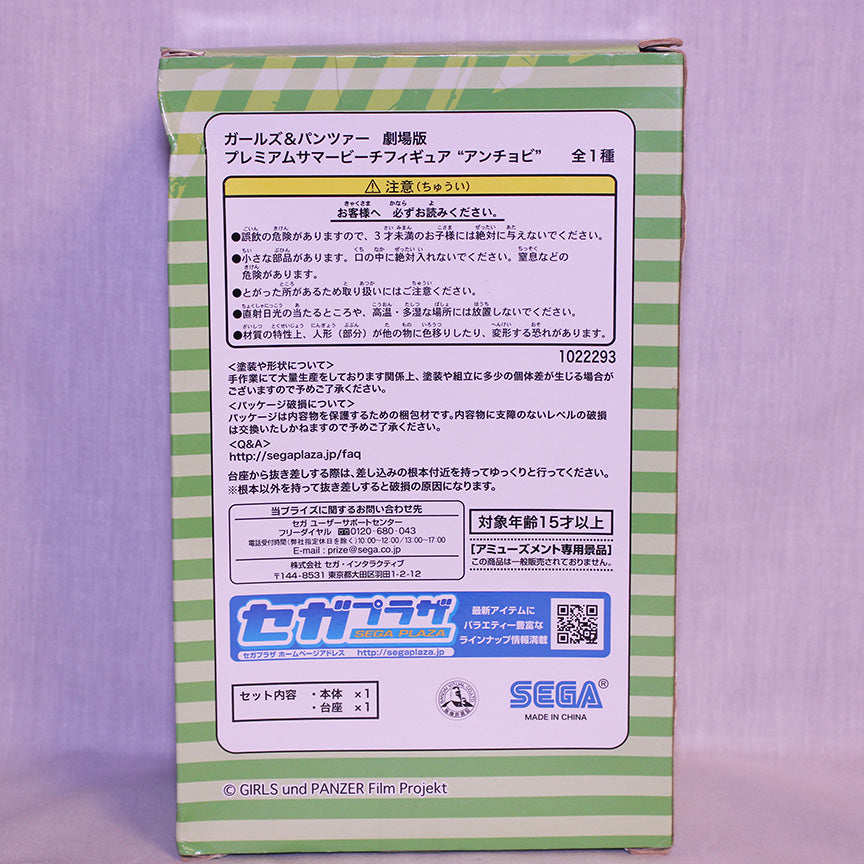 ガールズ&パンツァー 劇場版
プレミアムサマービーチフィギュア “アンチョビ” 全1種
⚠注意(ちゅうい)
お客様へ 必ずお読みください。
●誤飲の危険がありますので、3才未満のお子様には絶対に与えないでください。
●小さな部品があります。口の中に絶対入れないでください。窒息などの
危険があります。
●とがった所があるため取り扱いにはご注意ください。
●直射日光の当たるところや、高温・多湿な場所には放置しないでください。
●材質の特性上、人形(部分)が他の物に色移りしたり、変形する恐れがあります。
1022293
<塗装や形状について>
手作業にて大量生産をしております関係上、塗装や組立に多少の個体差が生じる場合が
ございますので予めご了承ください。
<パッケージ破損について>
パッケージは内容物を保護するための梱包材です。内容物に支障のないレベルの破損
は交換いたしかねますので予めご了承ください。
<Q&A>
http://segaplaza.jp/faq
台座から抜き差しする際は、差し込みの根本付近を持ってゆっくりと行ってください。
※根本以外を持って抜き差しすると破損の原因になります。
当プライズに関するお問い合わせ先
セガ ユーザーサポートセンター
フリーダイヤル 0120-680-043
電話受付時間(弊社指定休日を除く)10:00~12:00/13:00~17:00
E-mail : prize@sega.co.jp
株式会社 セガ・インタラクティブ
〒144-8531 東京都大田区羽田1-2-12
対象年齢15才以上
[アミューズメント専用景品]
この商品は一般販売されておりません。
セガプラザ
SEGA PLAZA
セガプラザ ホームページアドレス http://segaplaza.jp
最新アイテムに
バラエティー豊富な
ラインナップ情報満載
セット内容 ・本体 ×1
・台座 ×1
SEGA®
MADE IN CHINA
© GIRLS und PANZER Film Projekt